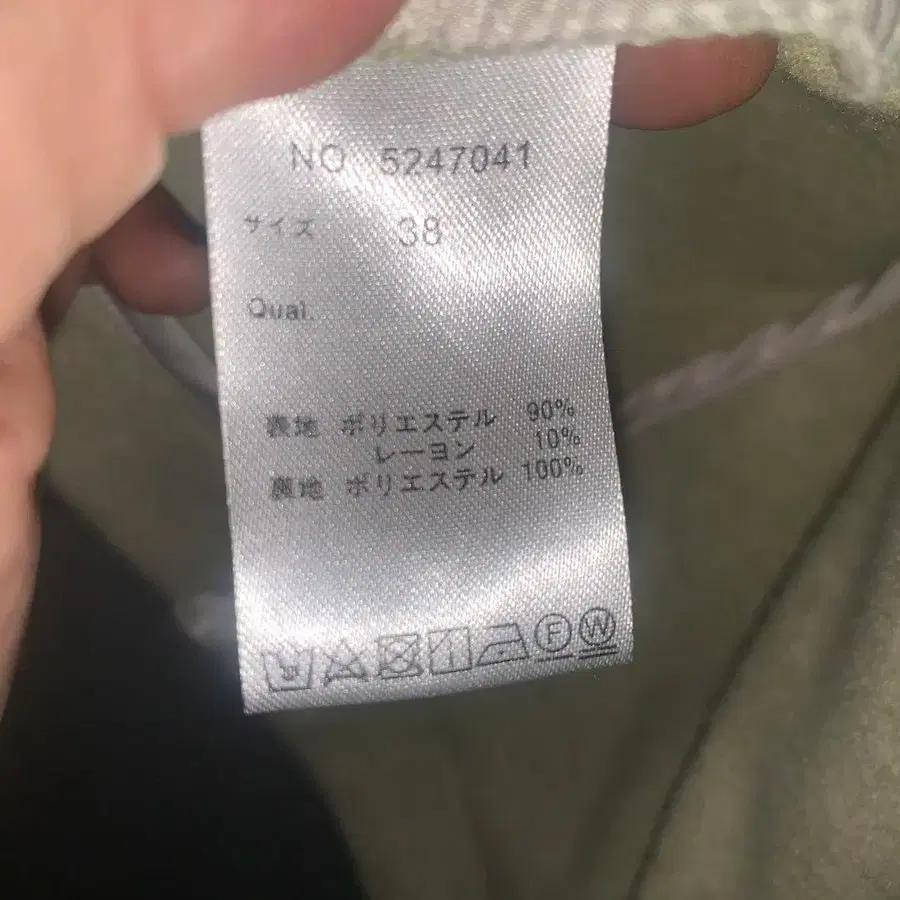 NO 5247041
サイズ 38
Qual.
表地 ポリエステル 90%
レーヨン 10%
裏地 ポリエステル 100%
F W